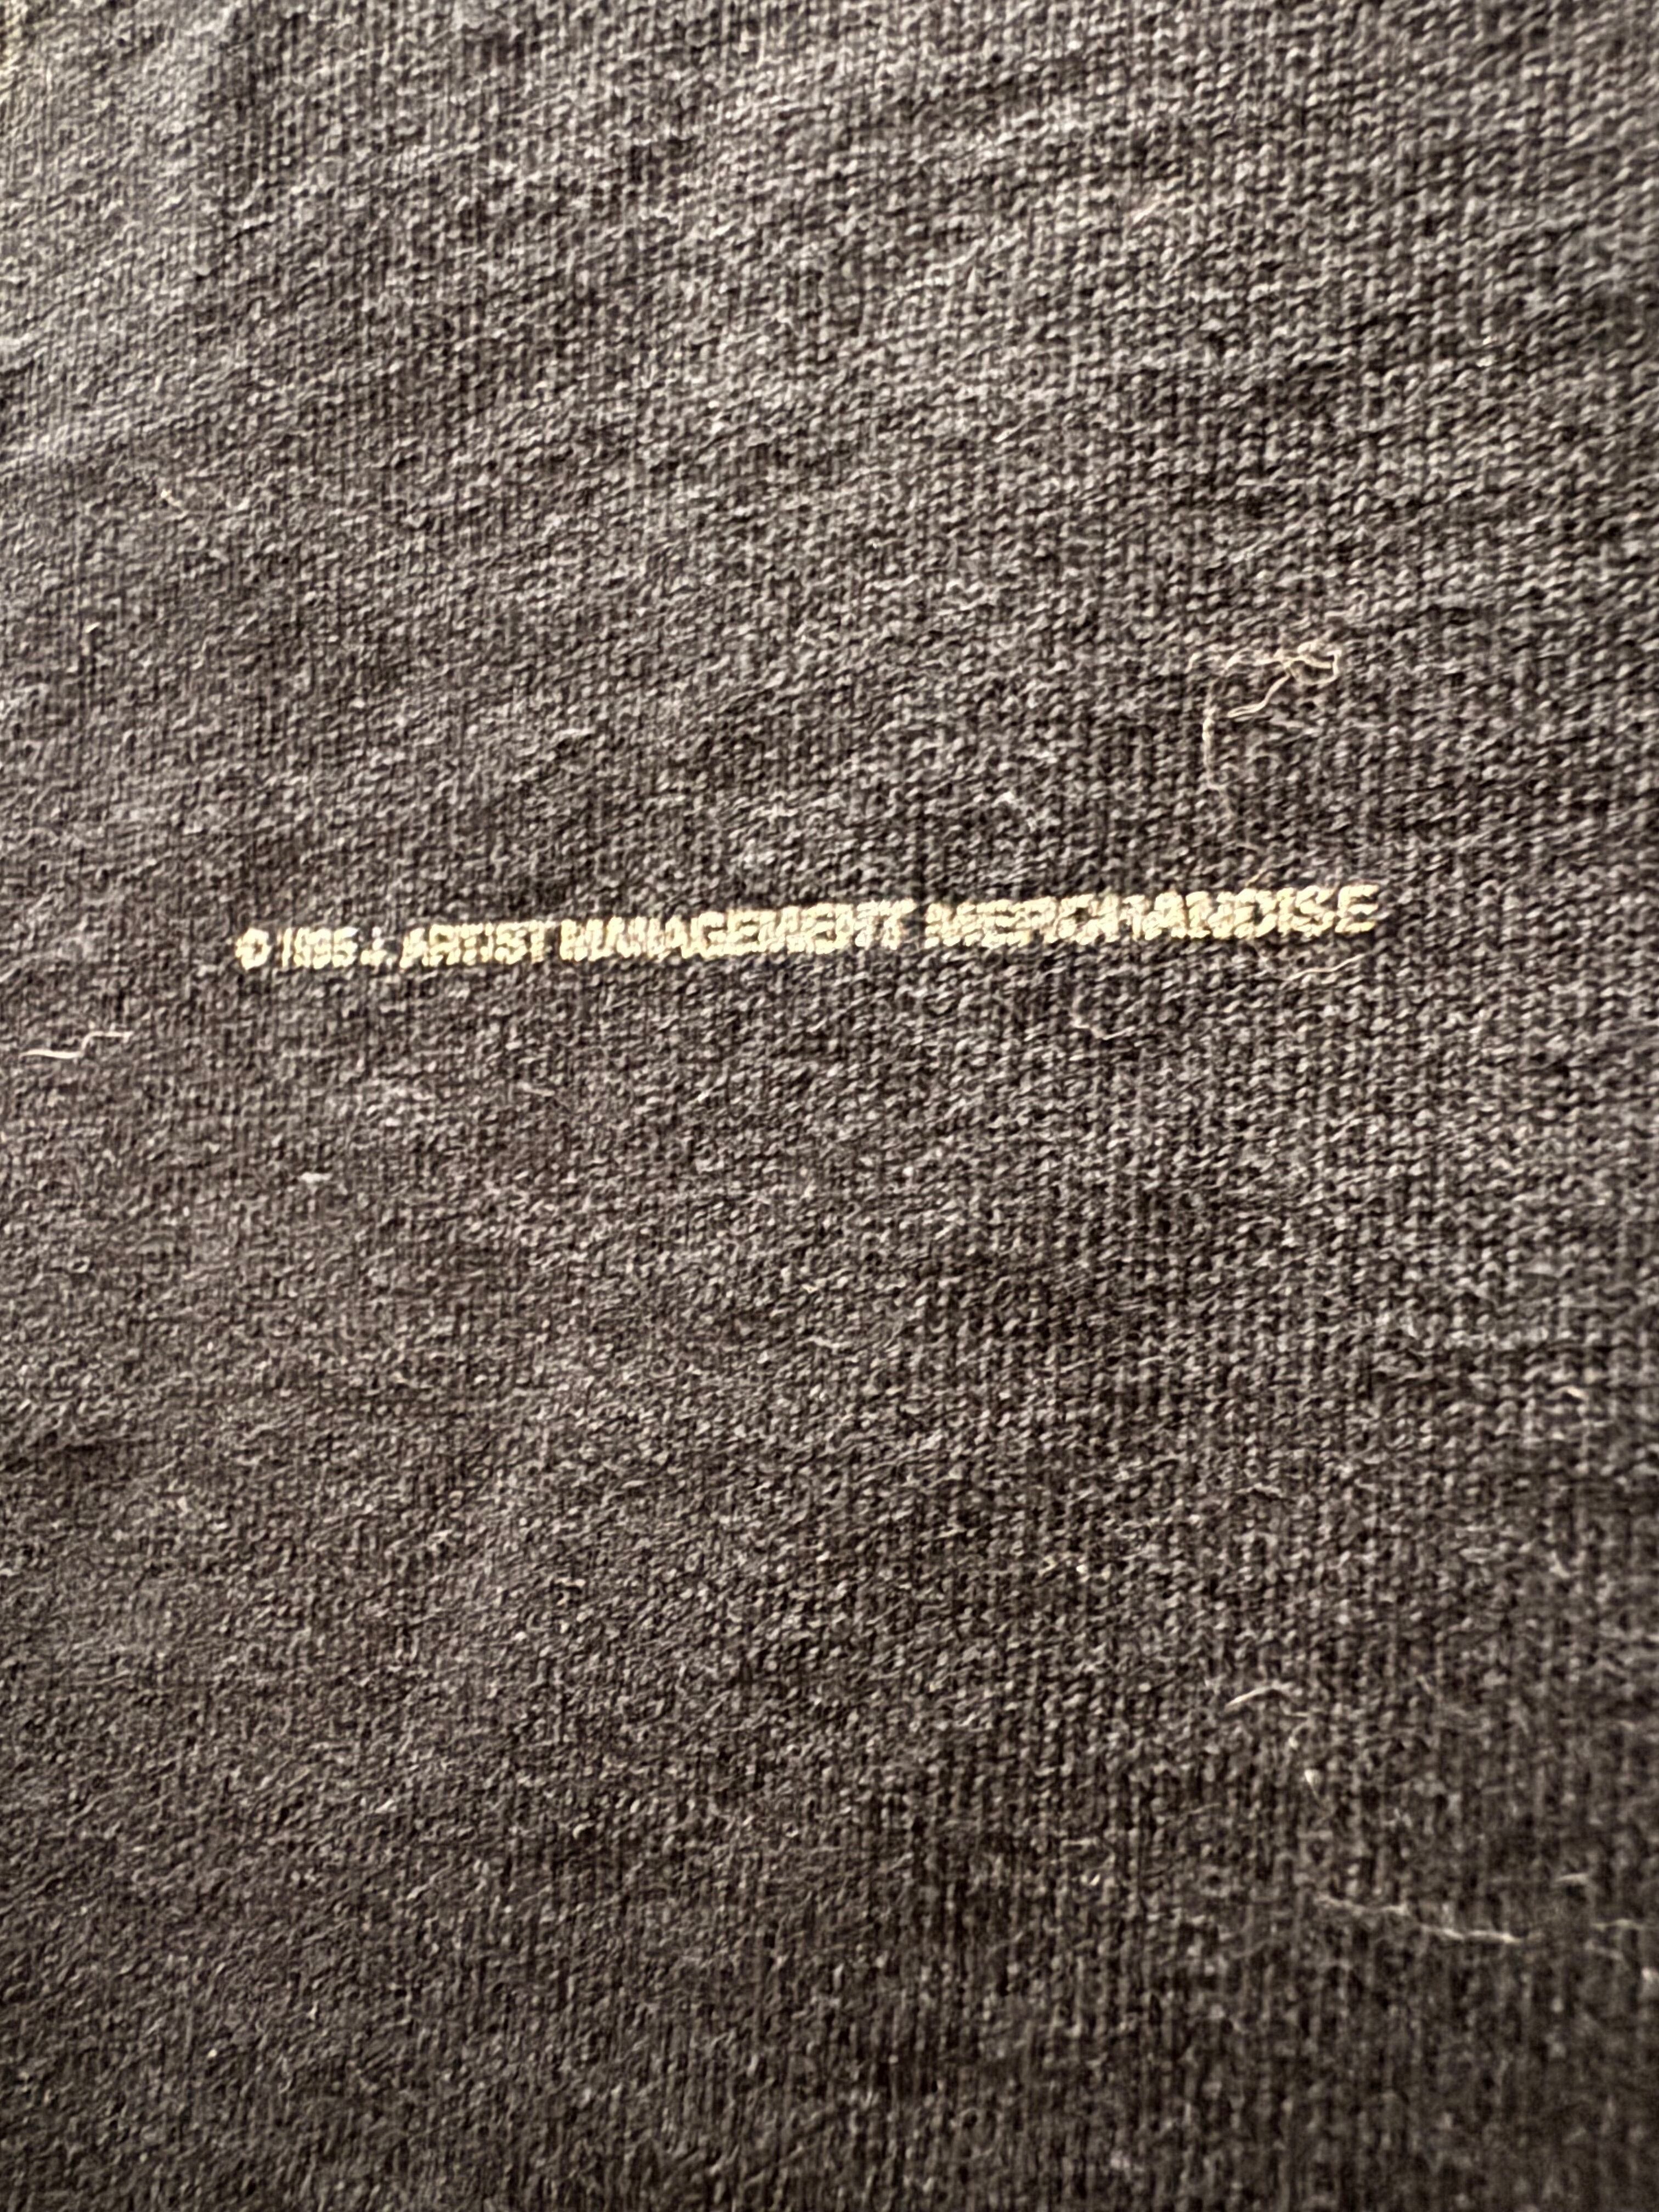 © 1995 J. ARTIST MANAGEMENT MERCHANDISE